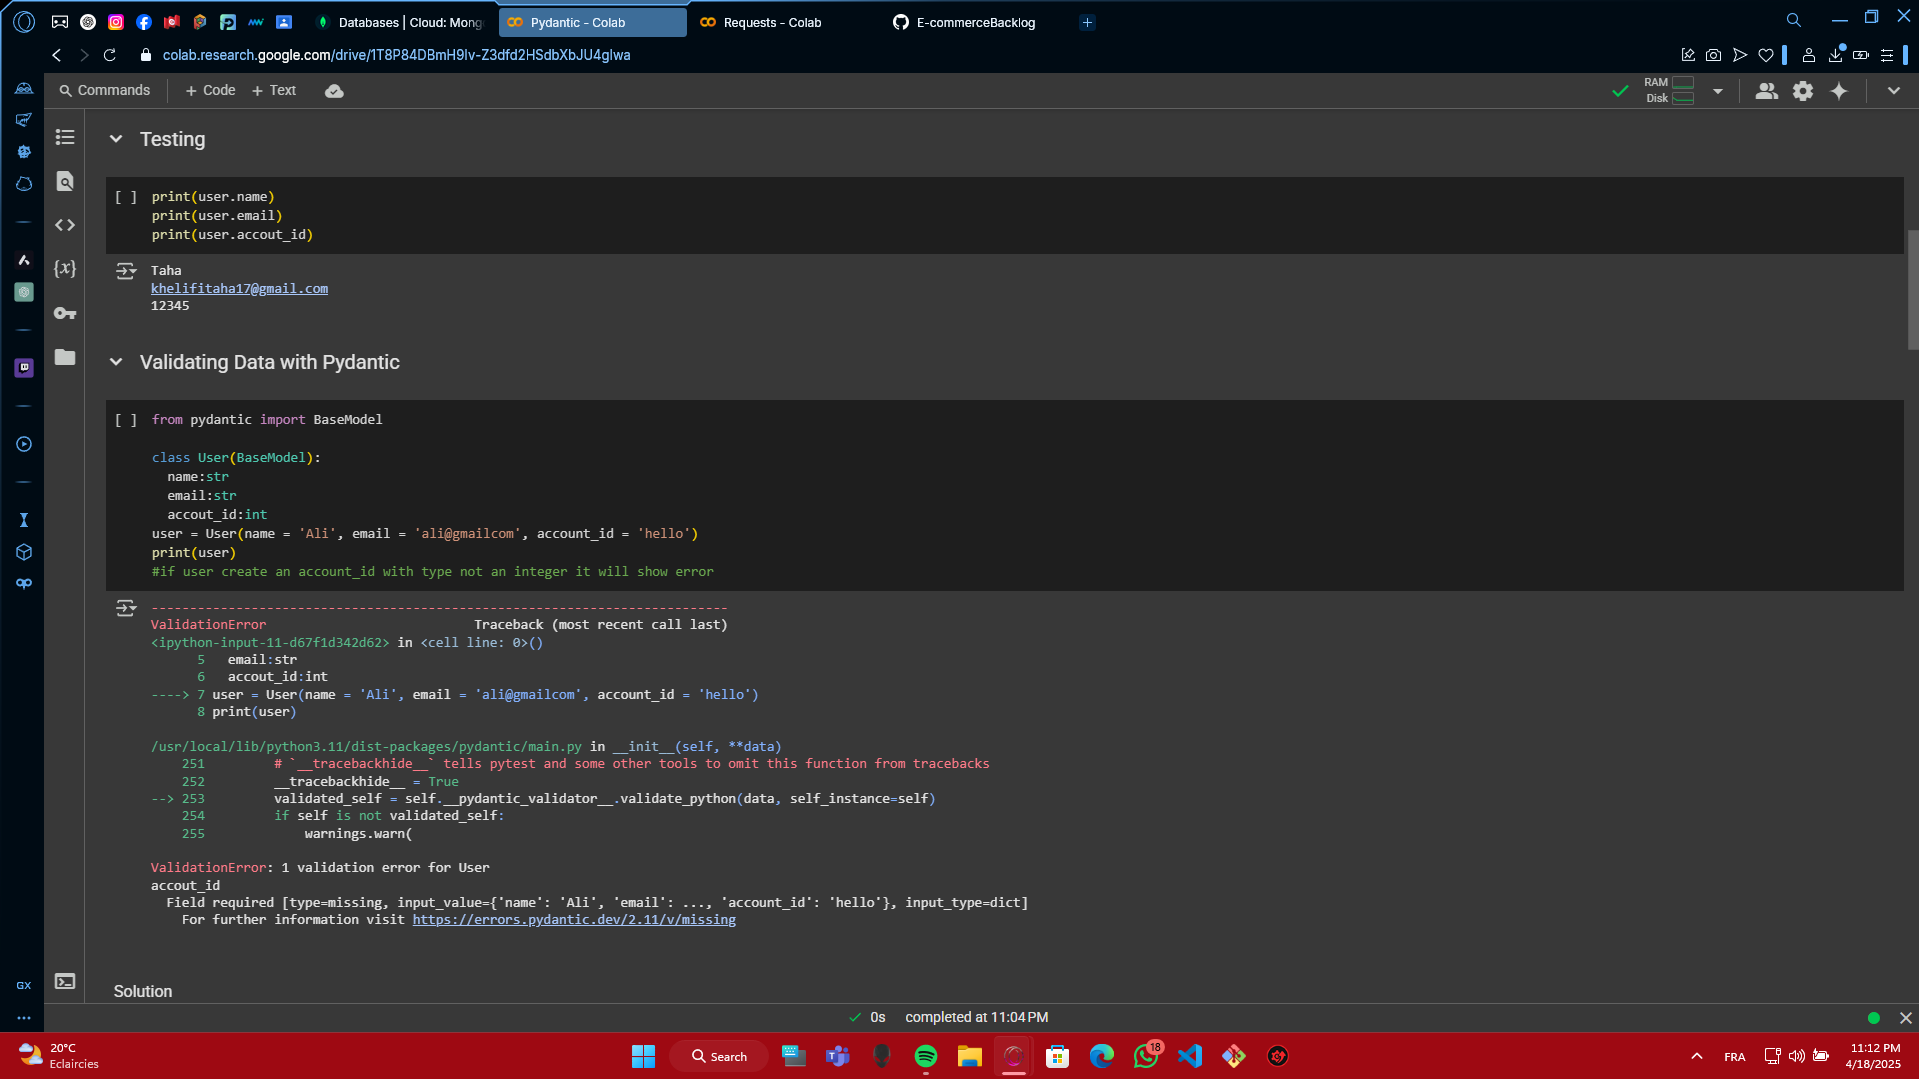 Databases | Cloud: Mong
Pydantic - Colab
Requests - Colab
E-commerceBacklog
colab.research.google.com/drive/1T8P84DBmH9Iv-Z3dfd2HSdbXbJU4glwa
Commands
+ Code
+ Text
RAM
Disk
Testing
[ ] print(user.name)
print(user.email)
print(user.accout_id)
Taha
khelifitaha17@gmail.com
12345
{x}
Validating Data with Pydantic
[ ] from pydantic import BaseModel
class User(BaseModel):
name:str
email:str
accout_id:int
user = User(name = 'Ali', email = 'ali@gmailcom', account_id = 'hello')
print(user)
#if user create an account_id with type not an integer it will show error
---------------------------------------------------------------------------
ValidationError Traceback (most recent call last)
<ipython-input-11-d67f1d342d62> in <cell line: 0>()
5 email:str
6 accout_id:int
----> 7 user = User(name = 'Ali', email = 'ali@gmailcom', account_id = 'hello')
8 print(user)
/usr/local/lib/python3.11/dist-packages/pydantic/main.py in __init__(self, **data)
251 # `__tracebackhide__` tells pytest and some other tools to omit this function from tracebacks
252 __tracebackhide__ = True
--> 253 validated_self = self.__pydantic_validator__.validate_python(data, self_instance=self)
254 if self is not validated_self:
255 warnings.warn(
ValidationError: 1 validation error for User
accout_id
Field required [type=missing, input_value={'name': 'Ali', 'email': ..., 'account_id': 'hello'}, input_type=dict]
For further information visit https://errors.pydantic.dev/2.11/v/missing
Solution
GX
0s completed at 11:04 PM
20°C
Eclaircies
Search
18
FRA
11:12 PM
4/18/2025